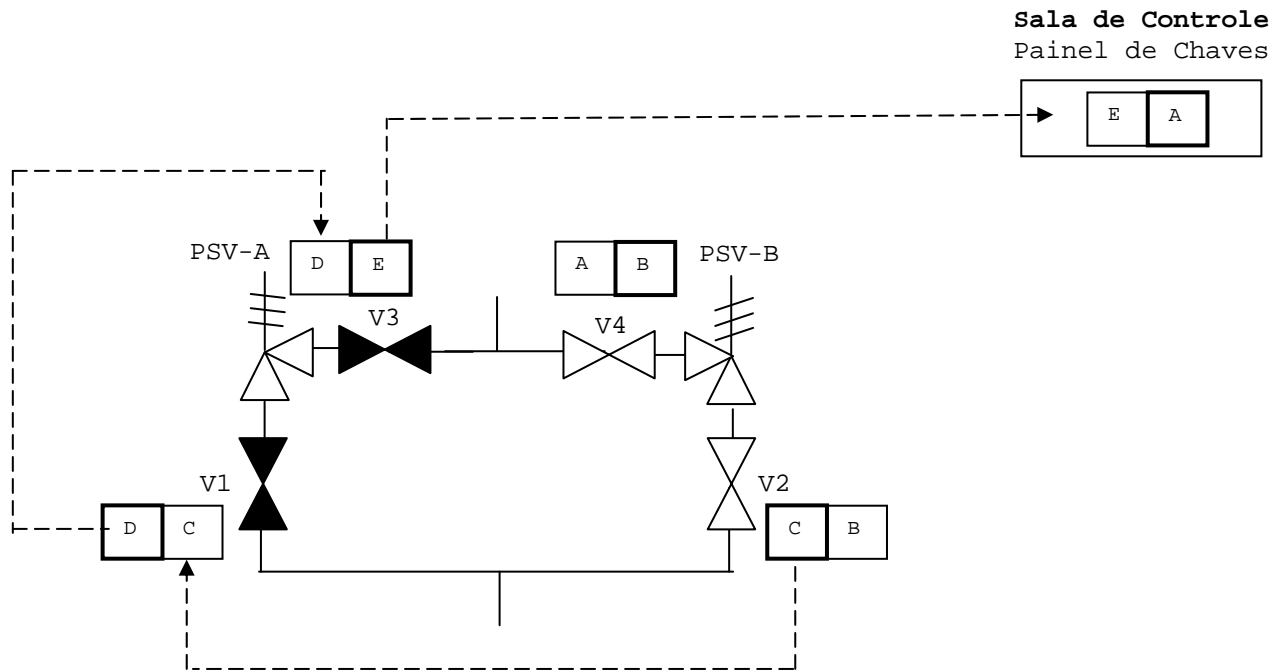 Sala de Controle
Painel de Chaves
E A
PSV-A
D E
A B
PSV-B
V3
V4
V1
V2
D C
C B